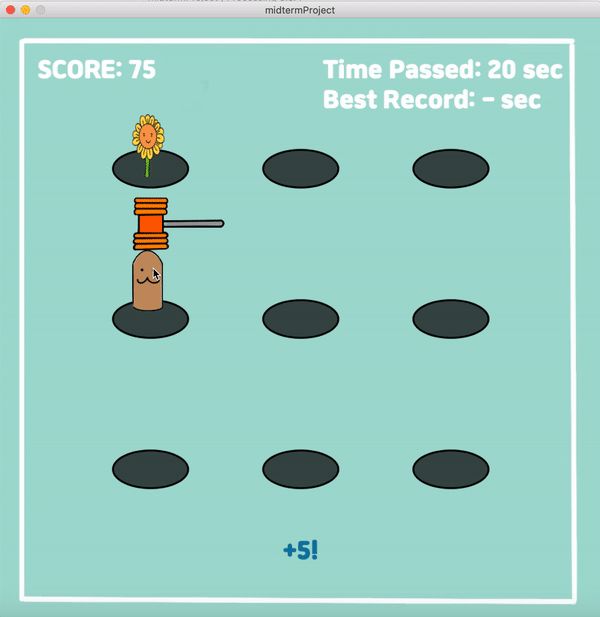 midtermProject
SCORE: 75
Time Passed: 20 sec
Best Record: - sec
+5!